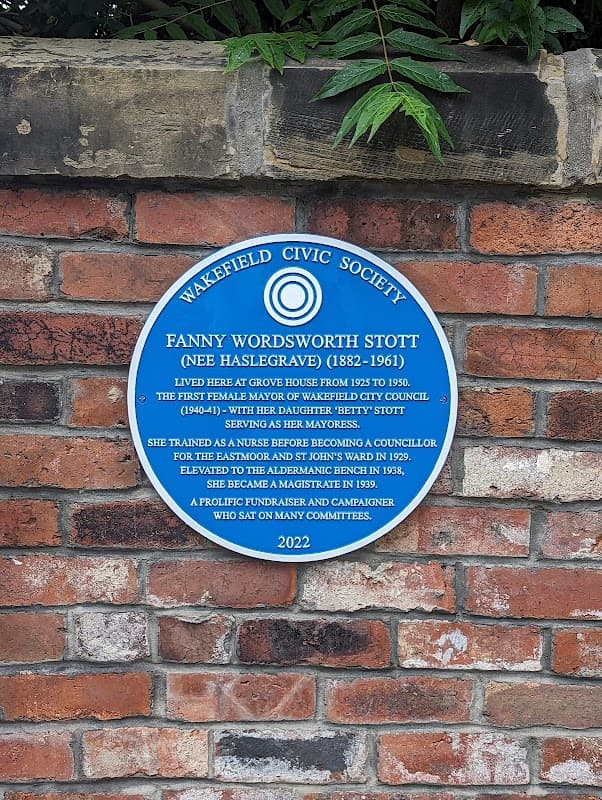 WAKEFIELD CIVIC SOCIETY
FANNY WORDSWORTH STOTT
(NEE HASLEGRAVE) (1882-1961)
LIVED HERE AT GROVE HOUSE FROM 1925 TO 1950.
THE FIRST FEMALE MAYOR OF WAKEFIELD CITY COUNCIL
(1940-41) - WITH HER DAUGHTER 'BETTY' STOTT
SERVING AS HER MAYORESS.
SHE TRAINED AS A NURSE BEFORE BECOMING A COUNCILLOR
FOR THE EASTMOOR AND ST JOHN'S WARD IN 1929.
ELEVATED TO THE ALDERMANIC BENCH IN 1938,
SHE BECAME A MAGISTRATE IN 1939.
A PROLIFIC FUNDRAISER AND CAMPAIGNER
WHO SAT ON MANY COMMITTEES.
2022